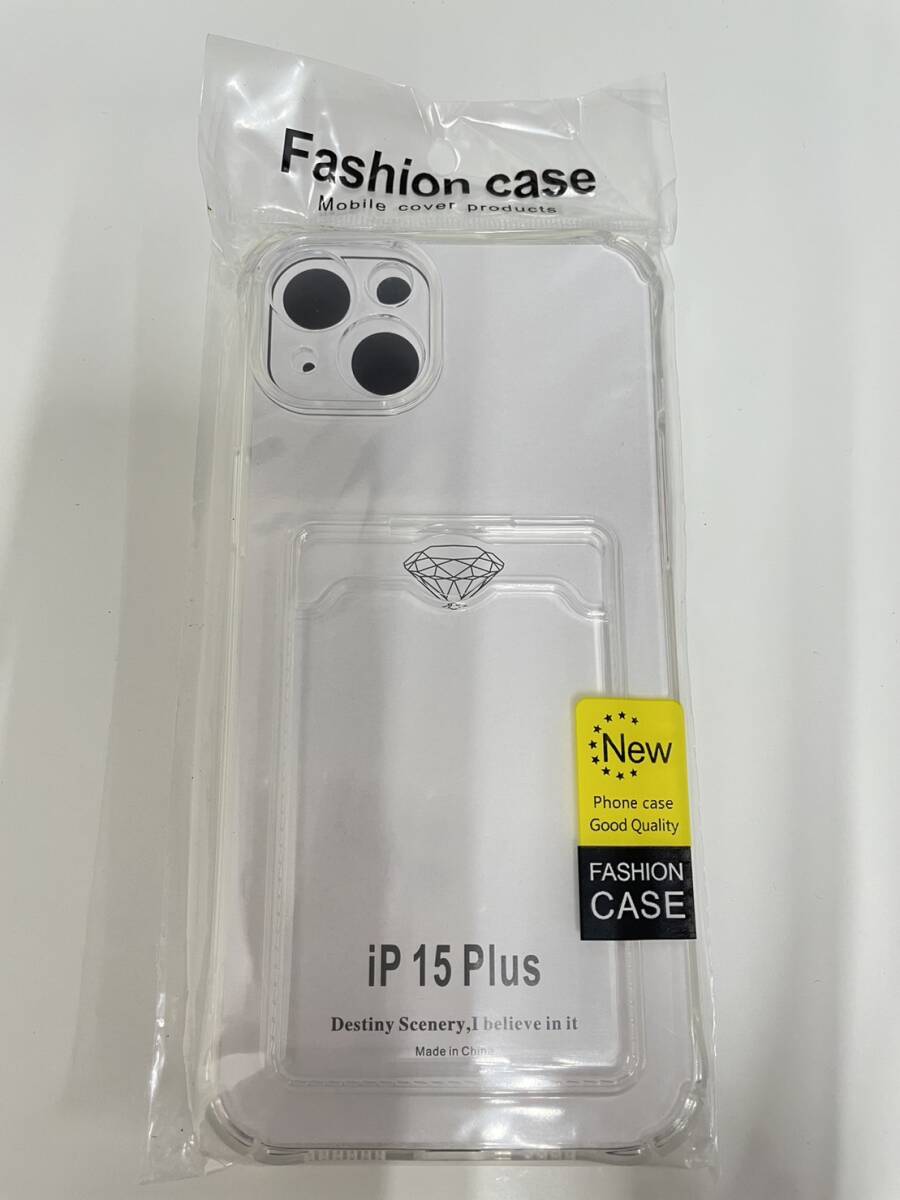 Fashion case
Mobile cover products
New
Phone case
Good Quality
FASHION
CASE
iP 15 Plus
Destiny Scenery,I believe in it
Made in China